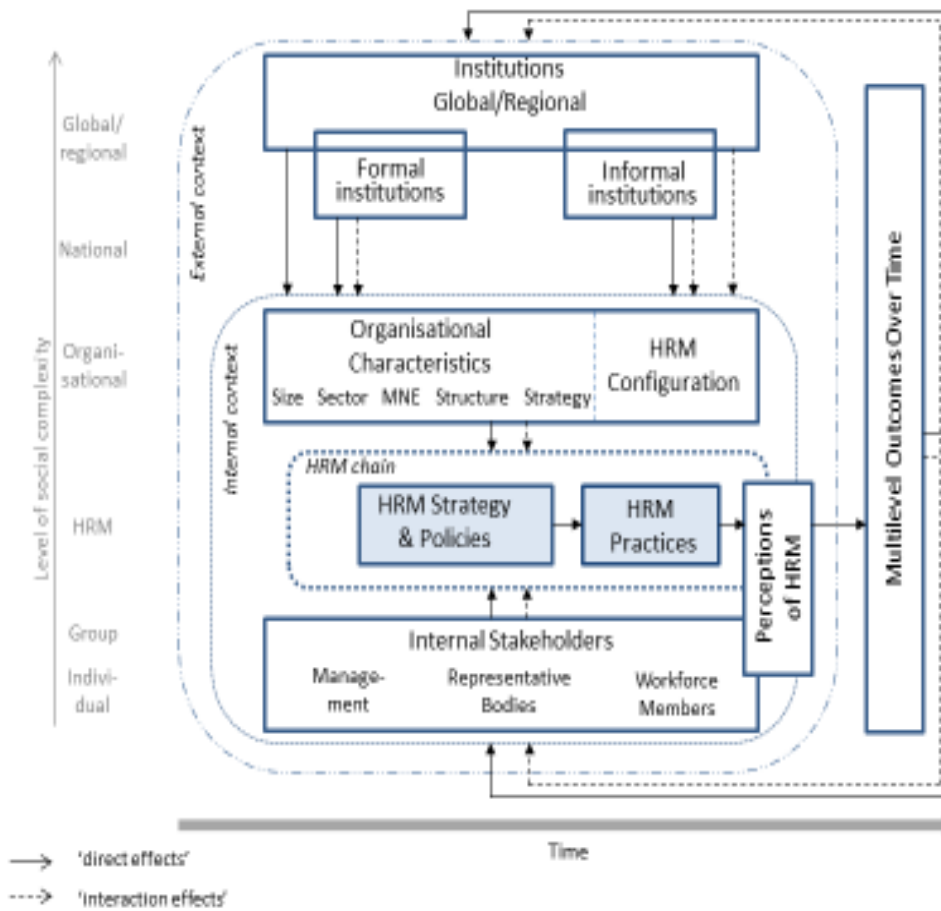 Institutions
Global/Regional
Global/
regional
Formal
institutions
Informal
institutions
External context
National
Organi-
sational
Organisational
Characteristics
Size Sector MNE Structure Strategy
HRM
Configuration
Internal context
Level of social complexity
HRM chain
HRM
HRM Strategy
& Policies
HRM
Practices
Perceptions
of HRM
Multilevel Outcomes Over Time
Group
Individ-
dual
Internal Stakeholders
Manage-
ment
Representative
Bodies
Workforce
Members
Time
'direct effects'
'interaction effects'